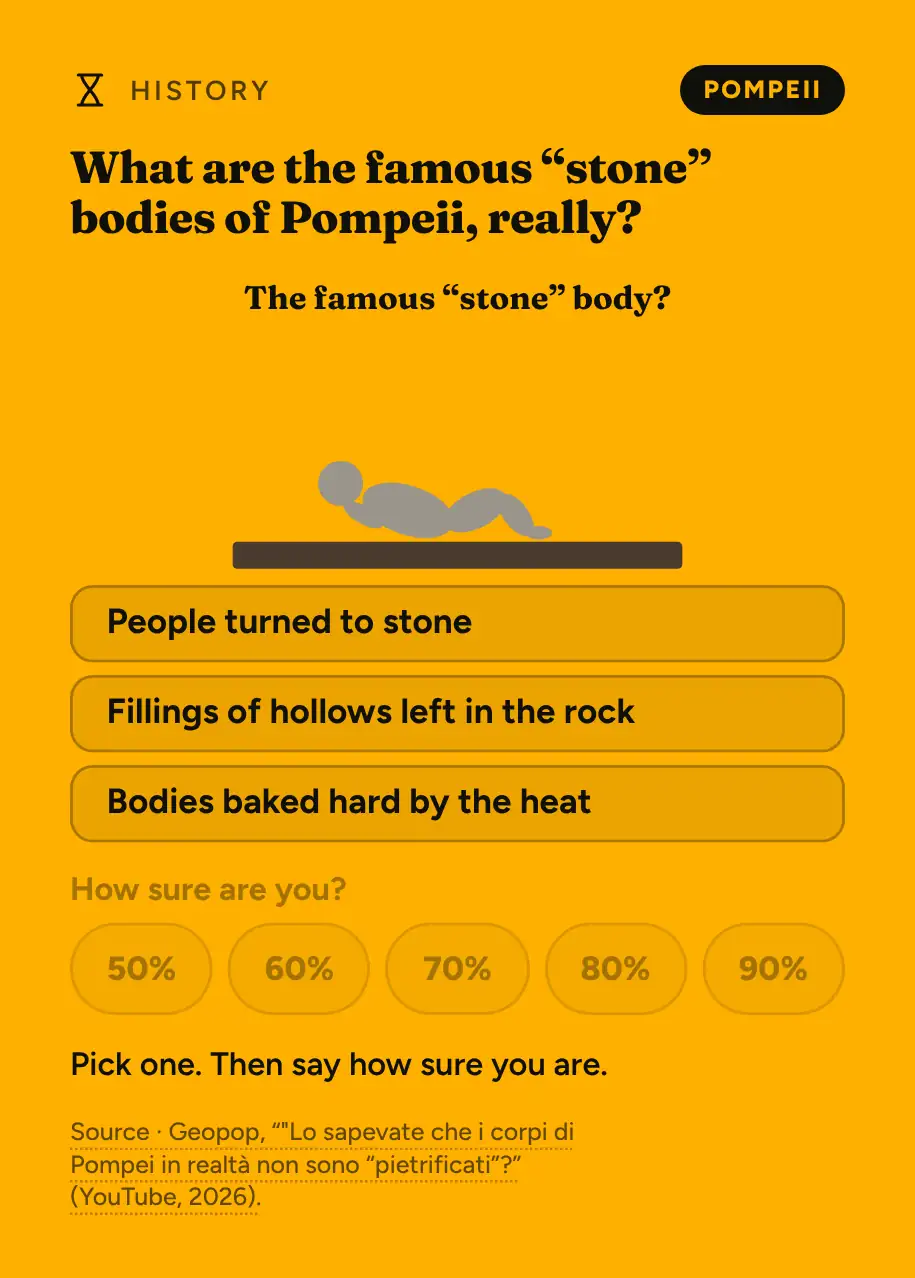 HISTORY
POMPEII
What are the famous “stone”
bodies of Pompeii, really?
The famous “stone” body?
People turned to stone
Fillings of hollows left in the rock
Bodies baked hard by the heat
How sure are you?
50% 60% 70% 80% 90%
Pick one. Then say how sure you are.
Source · Geopop, “"Lo sapevate che i corpi di
Pompei in realtà non sono “pietrificati”?”
(YouTube, 2026).